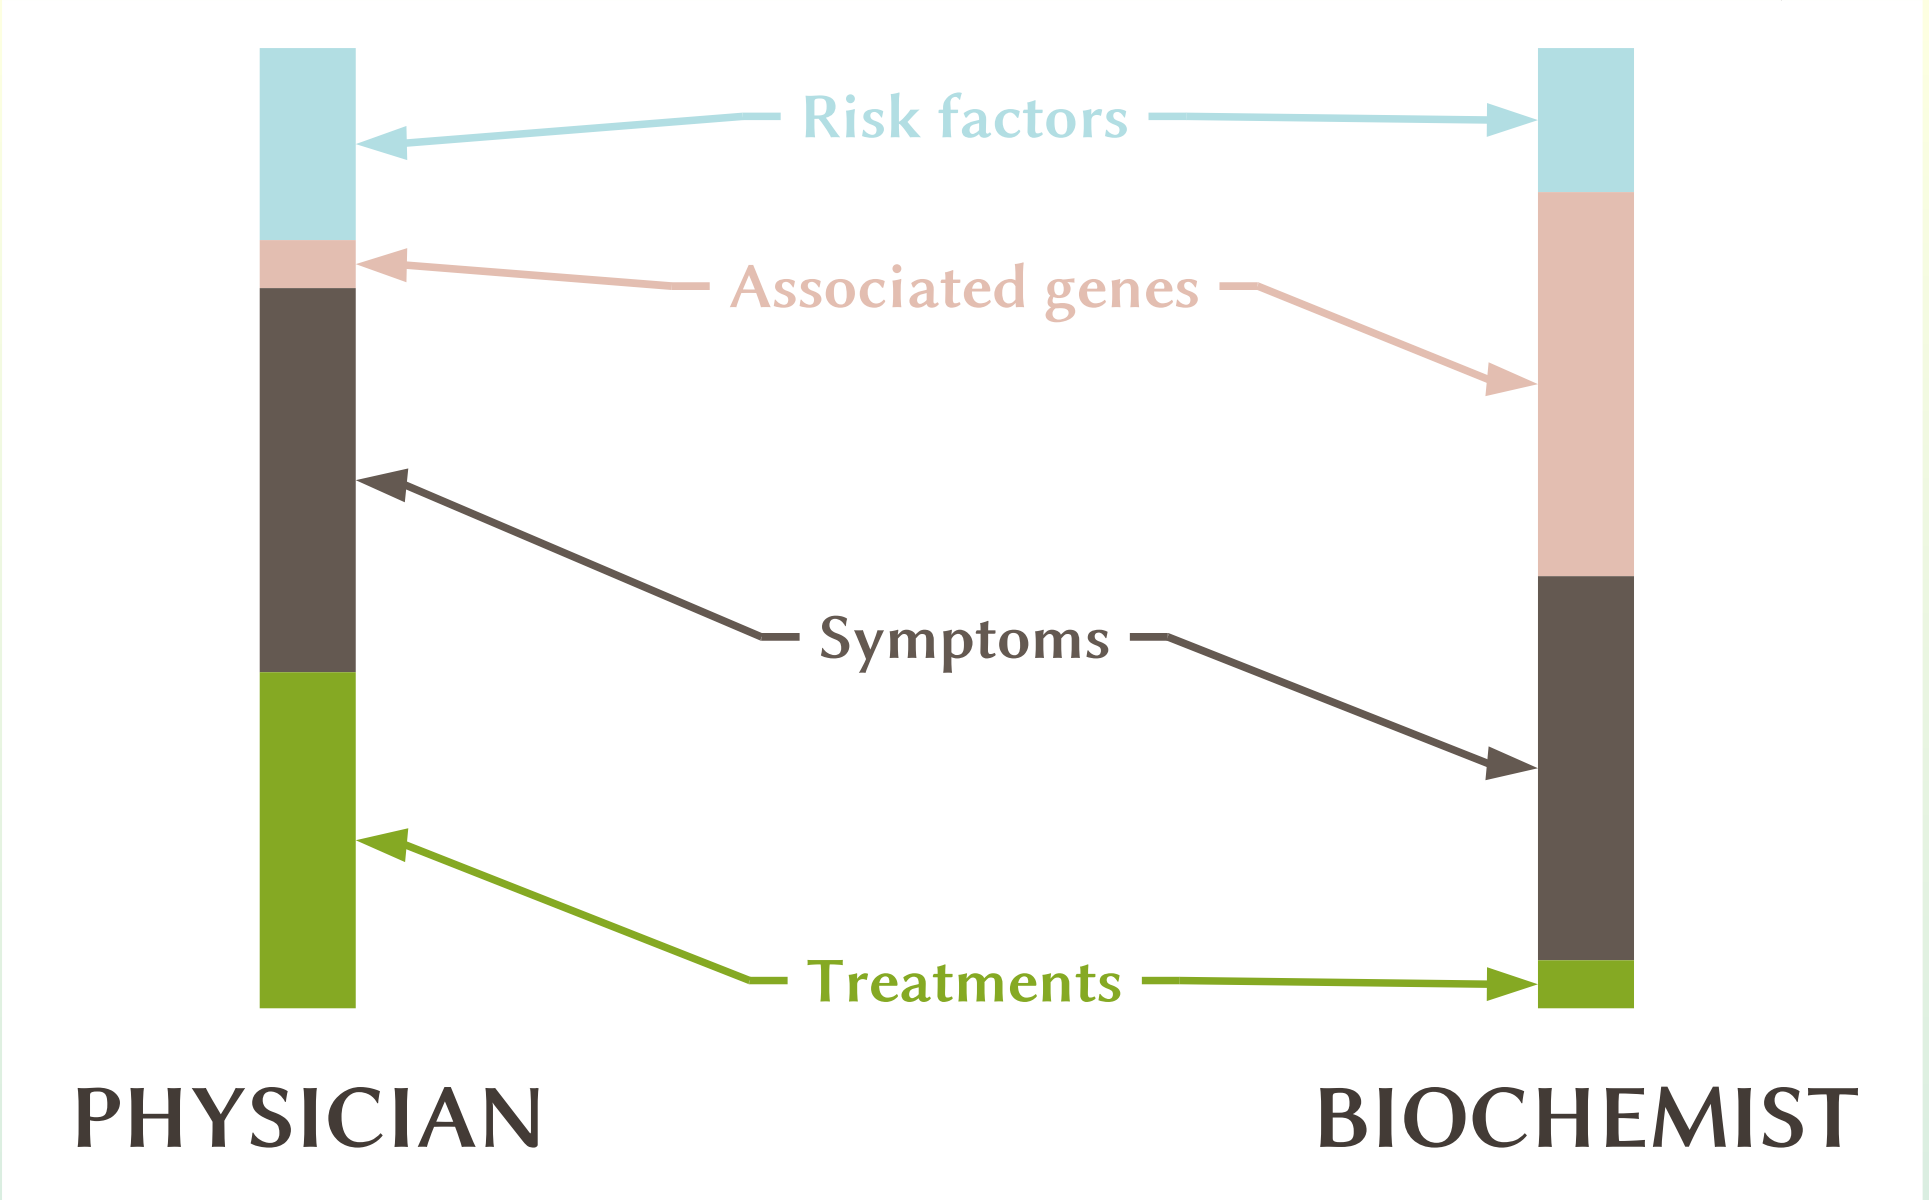 Risk factors
Associated genes
Symptoms
Treatments
PHYSICIAN
BIOCHEMIST